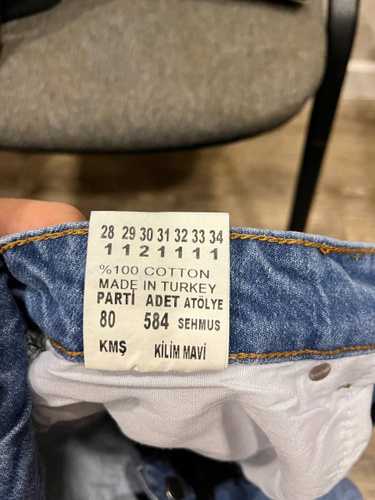 28 29 30 31 32 33 34
1 1 2 1 1 1 1
%100 COTTON
MADE IN TURKEY
PARTİ ADET ATÖLYE
80 584 SEHMUS
KMŞ KİLİM MAVİ